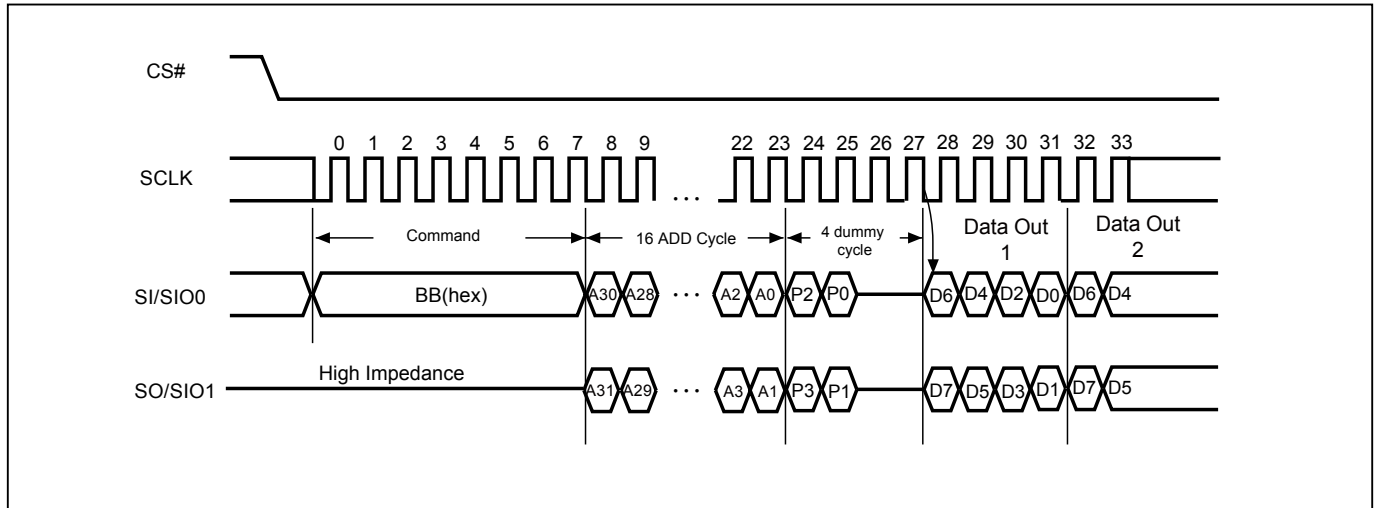 CS#
0 1 2 3 4 5 6 7 8 9 22 23 24 25 26 27 28 29 30 31 32 33
SCLK
...
Command
16 ADD Cycle
4 dummy
cycle
Data Out
1
Data Out
2
SI/SIO0
BB(hex)
A30 A28 ... A2 A0 P2 P0 D6 D4 D2 D0 D6 D4
High Impedance
SO/SIO1
A31 A29 ... A3 A1 P3 P1 D7 D5 D3 D1 D7 D5